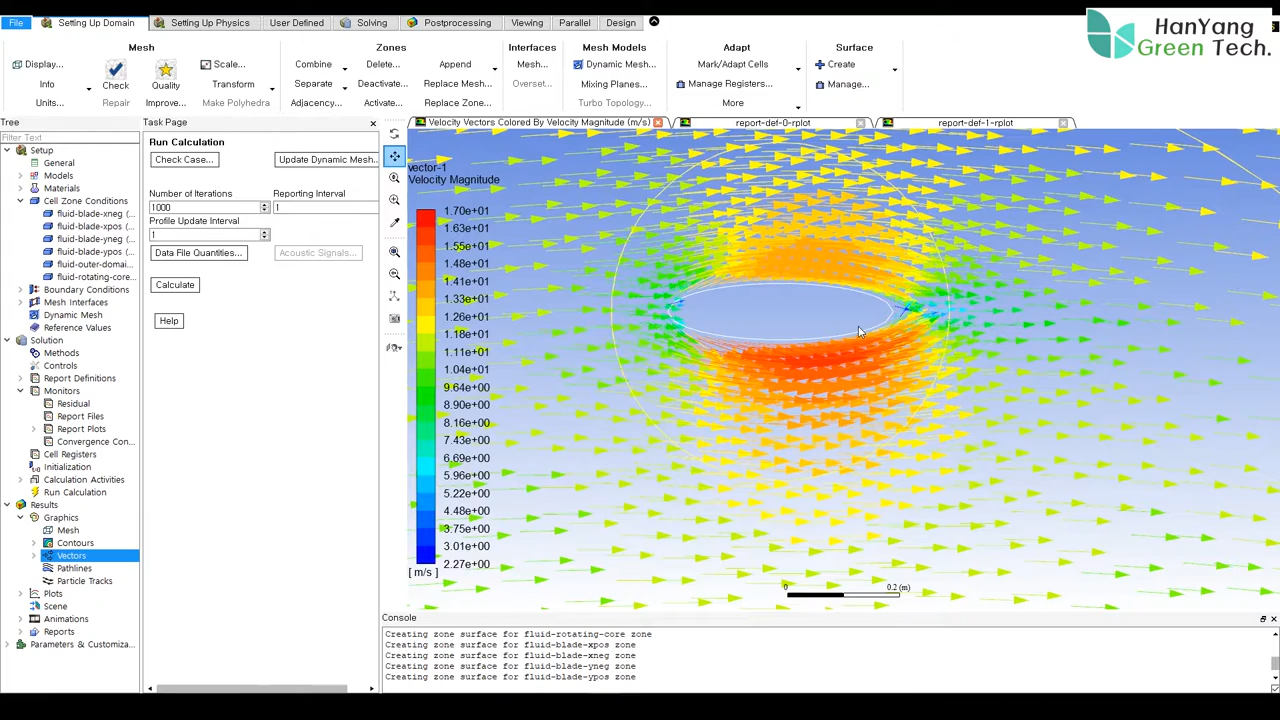 File
Setting Up Domain
Setting Up Physics
User Defined
Solving
Postprocessing
Viewing
Parallel
Design
HanYang
Green Tech.
Mesh
Zones
Interfaces
Mesh Models
Adapt
Surface
Display...
Scale...
Combine
Delete...
Append
Mesh...
Dynamic Mesh...
Mark/Adapt Cells
Create
Info
Check
Quality
Transform
Separate
Deactivate...
Replace Mesh...
Overset...
Mixing Planes...
Manage Registers...
Manage...
Units...
Repair
Improve...
Make Polyhedra
Adjacency...
Activate...
Replace Zone...
Turbo Topology...
More
Tree
Filter Text
Setup
General
Models
Materials
Cell Zone Conditions
fluid-blade-xneg (...
fluid-blade-xpos (...
fluid-blade-yneg (...
fluid-blade-ypos (...
fluid-outer-domai...
fluid-rotating-core...
Boundary Conditions
Mesh Interfaces
Dynamic Mesh
Reference Values
Solution
Methods
Controls
Report Definitions
Monitors
Residual
Report Files
Report Plots
Convergence Con...
Cell Registers
Initialization
Calculation Activities
Run Calculation
Results
Graphics
Mesh
Contours
Vectors
Pathlines
Particle Tracks
Plots
Scene
Animations
Reports
Parameters & Customiza...
Task Page
Run Calculation
Check Case...
Update Dynamic Mesh...
Number of Iterations
Reporting Interval
1000
1
Profile Update Interval
1
Data File Quantities...
Acoustic Signals...
Calculate
Help
Velocity Vectors Colored By Velocity Magnitude (m/s)
report-def-0-rplot
report-def-1-rplot
vector-1
Velocity Magnitude
1.70e+01
1.63e+01
1.55e+01
1.48e+01
1.41e+01
1.33e+01
1.26e+01
1.18e+01
1.11e+01
1.04e+01
9.64e+00
8.90e+00
8.16e+00
7.43e+00
6.69e+00
5.22e+00
4.48e+00
3.75e+00
3.01e+00
2.27e+00
[ m/s ]
0
0.2 (m)
Console
Creating zone surface for fluid-rotating-core zone
Creating zone surface for fluid-blade-xpos zone
Creating zone surface for fluid-blade-xneg zone
Creating zone surface for fluid-blade-yneg zone
Creating zone surface for fluid-blade-ypos zone